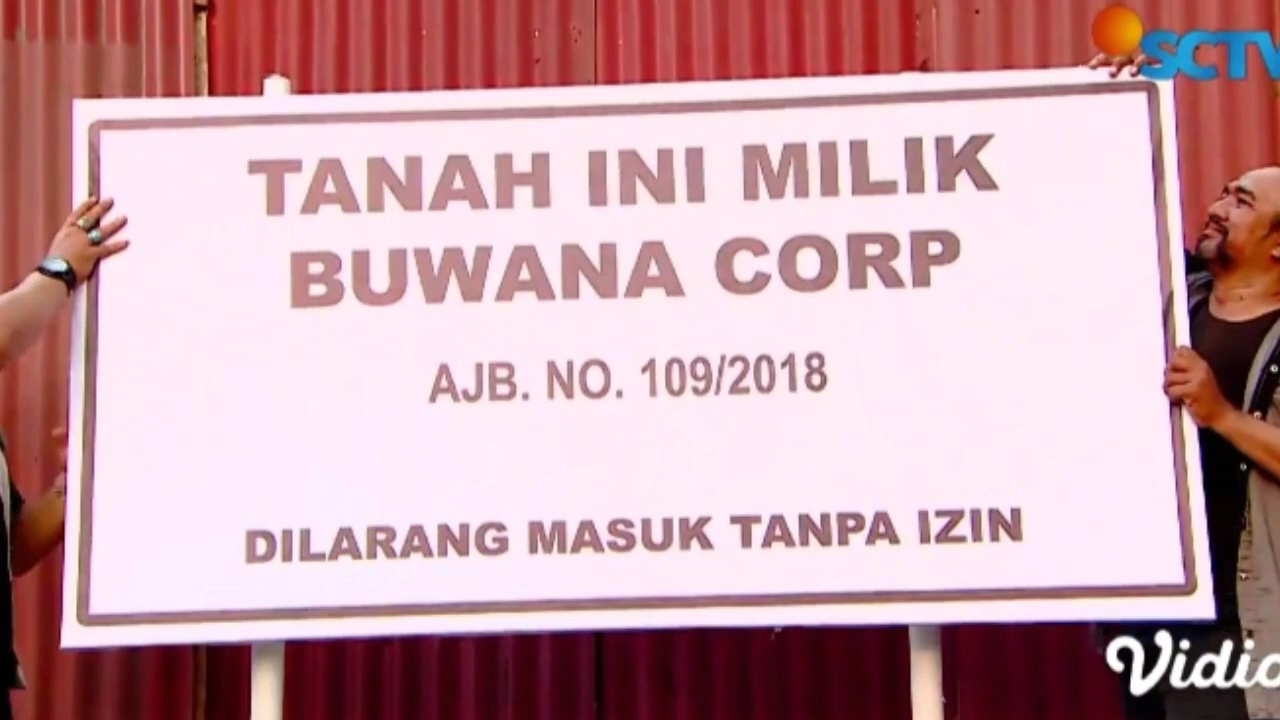 SCTV
TANAH INI MILIK
BUWANA CORP
AJB. NO. 109/2018
DILARANG MASUK TANPA IZIN
Vidio